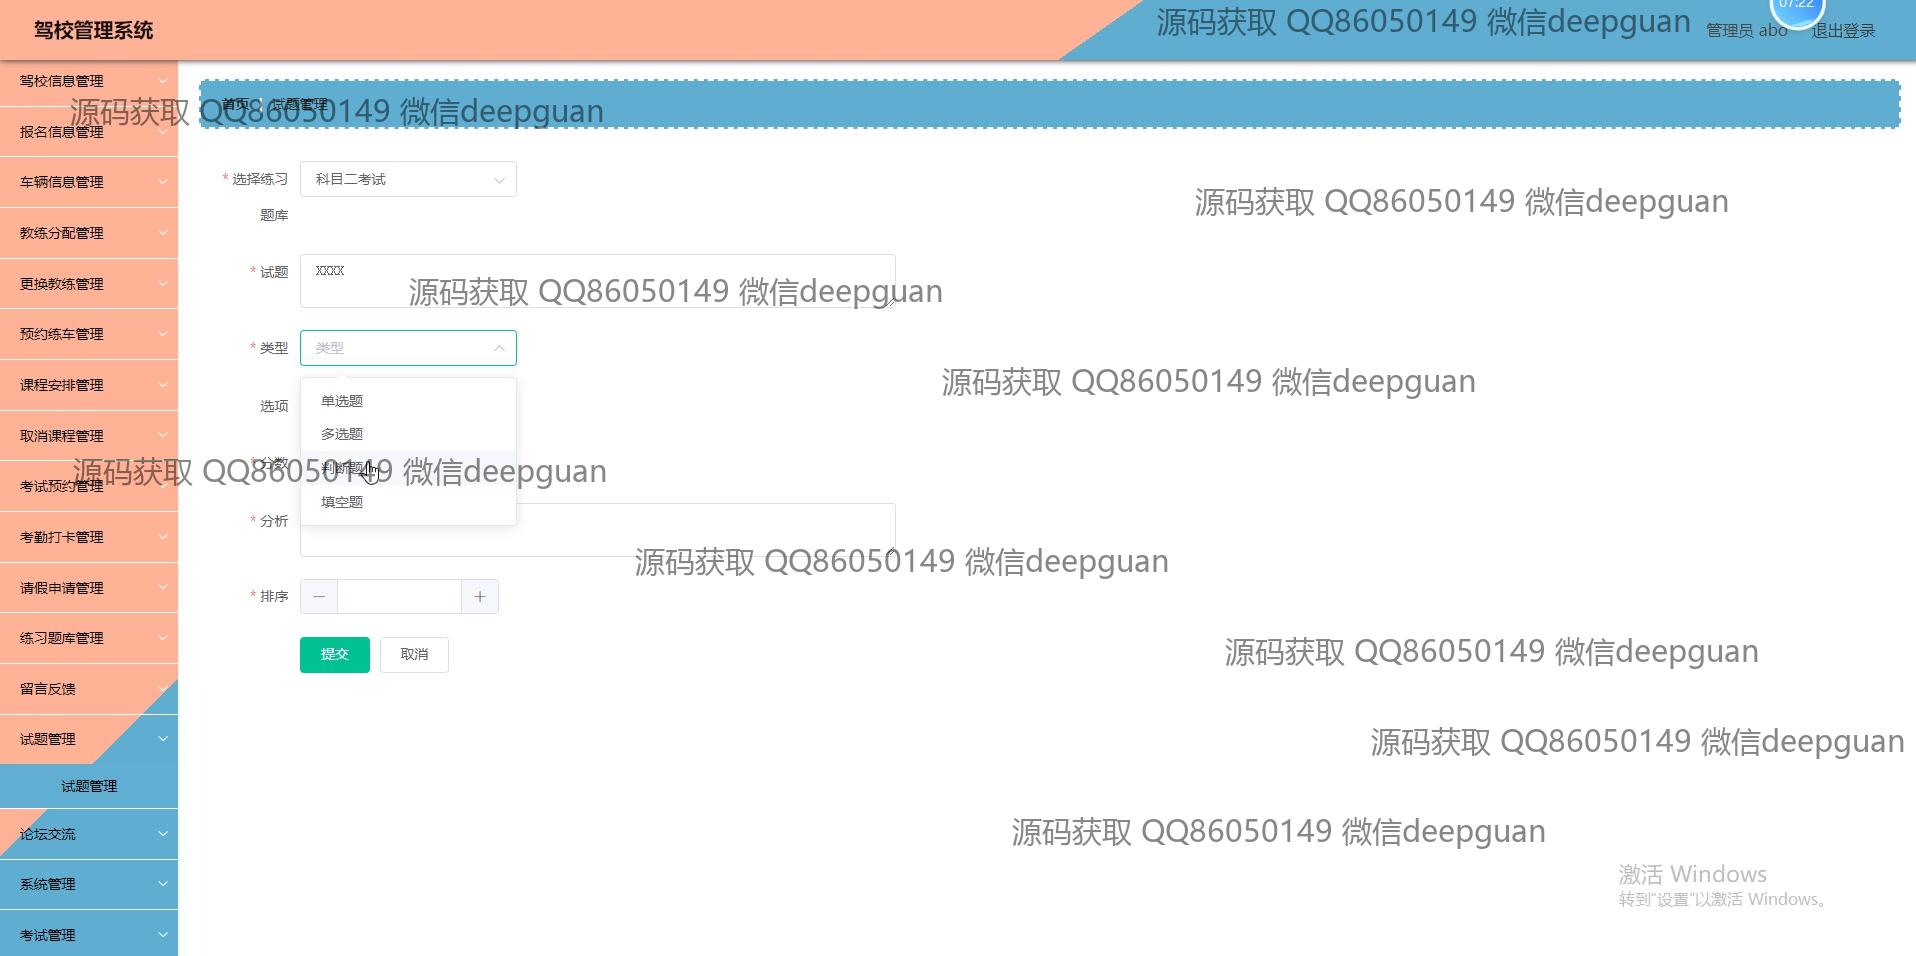 驾校管理系统
源码获取 QQ86050149 微信deepguan
07:22
管理员 abo
退出登录
驾校信息管理
首页
试题管理
源码获取 QQ86050149 微信deepguan
报名信息管理
车辆信息管理
* 选择练习题库
科目二考试
源码获取 QQ86050149 微信deepguan
教练分配管理
更换教练管理
* 试题
XXXX
源码获取 QQ86050149 微信deepguan
预约练车管理
* 类型
类型
课程安排管理
源码获取 QQ86050149 微信deepguan
选项
单选题
多选题
判断题
填空题
取消课程管理
* 分数
源码获取 QQ86050149 微信deepguan
考试预约管理
* 分析
考勤打卡管理
源码获取 QQ86050149 微信deepguan
请假申请管理
* 排序
− +
练习题库管理
提交
取消
源码获取 QQ86050149 微信deepguan
留言反馈
试题管理
源码获取 QQ86050149 微信deepguan
试题管理
论坛交流
源码获取 QQ86050149 微信deepguan
系统管理
激活 Windows
转到“设置”以激活 Windows。
考试管理